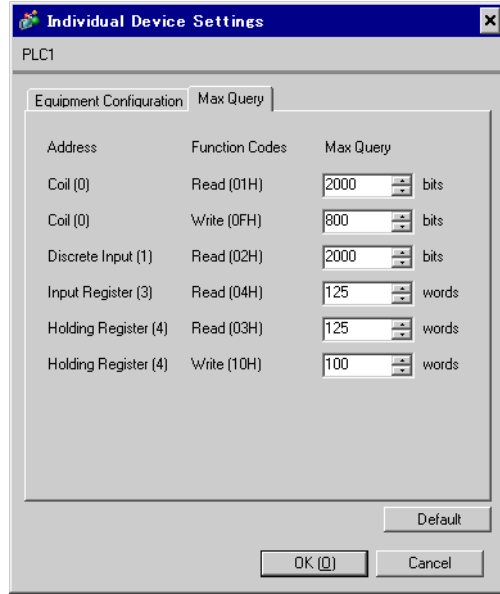 Individual Device Settings
PLC1
Equipment Configuration Max Query
Address Function Codes Max Query
Coil (0) Read (01H) 2000 bits
Coil (0) Write (0FH) 800 bits
Discrete Input (1) Read (02H) 2000 bits
Input Register (3) Read (04H) 125 words
Holding Register (4) Read (03H) 125 words
Holding Register (4) Write (10H) 100 words
Default
OK (O) Cancel